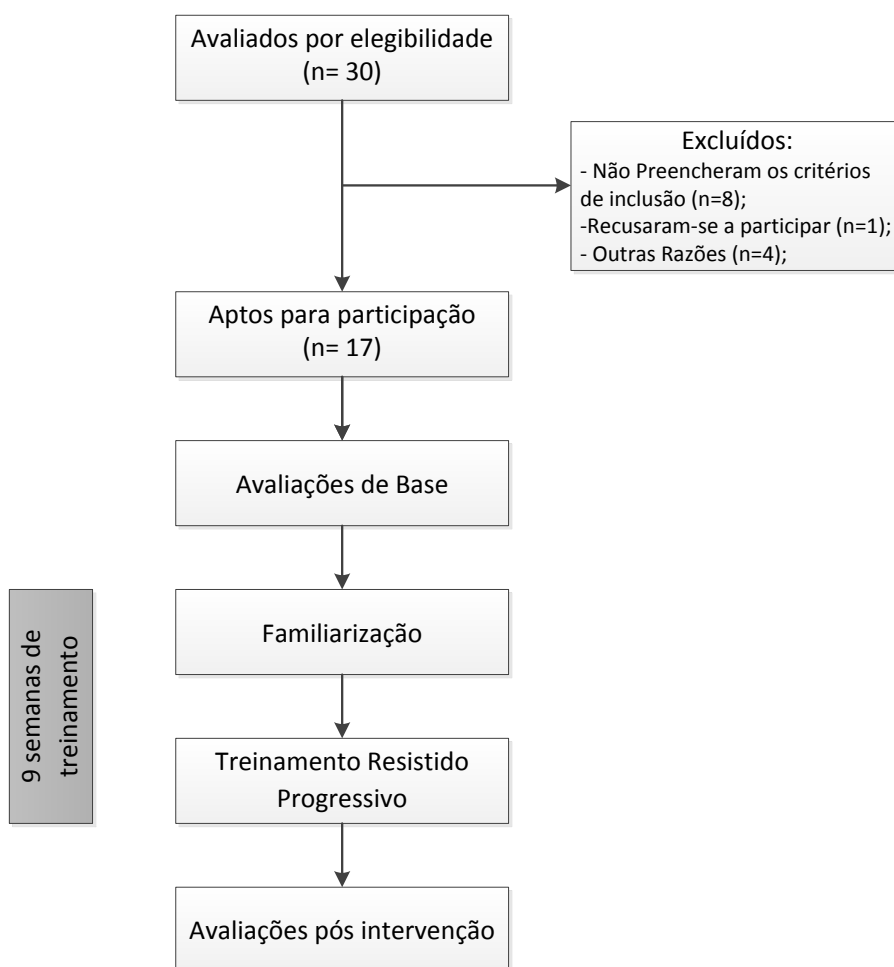 Avaliados por elegibilidade
(n= 30)
Excluídos:
- Não Preencheram os critérios
de inclusão (n=8);
-Recusaram-se a participar (n=1);
- Outras Razões (n=4);
Aptos para participação
(n= 17)
Avaliações de Base
9 semanas de
treinamento
Familiarização
Treinamento Resistido
Progressivo
Avaliações pós intervenção